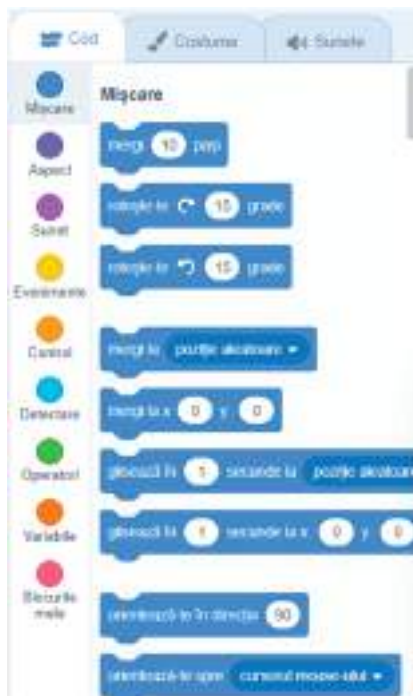 Cod Costume Sunete
Mișcare
Aspect
Sunet
Evenimente
Control
Detectare
Operatori
Variabile
Blocurile mele
Mișcare
mergi 10 pași
rotește-te 15 grade
rotește-te 15 grade
mergi la poziție aleatoare
mergi la x 0 y 0
glisează în 1 secunde la poziție aleatoare
glisează în 1 secunde la x 0 y 0
orientează-te în direcția 90
orientează-te spre cursorul mouse-ului